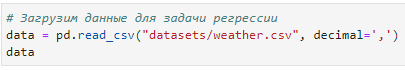 # Загрузим данные для задачи регрессии
data = pd.read_csv("datasets/weather.csv", decimal=',')
data